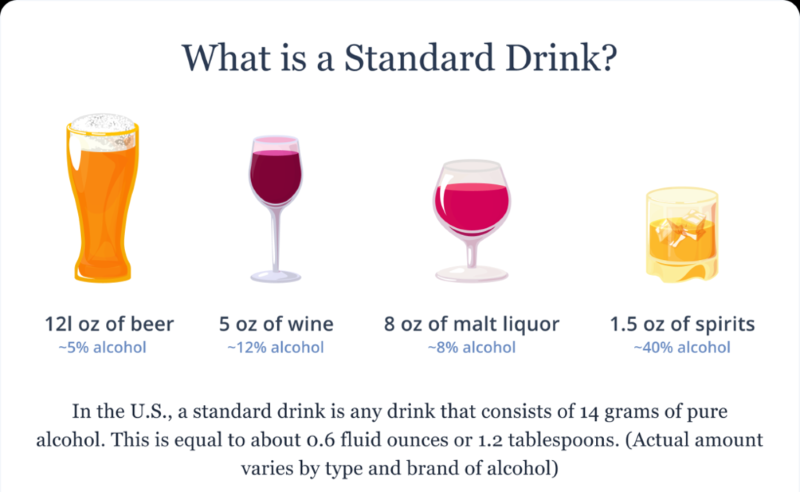 What is a Standard Drink?
12l oz of beer
~5% alcohol
5 oz of wine
~12% alcohol
8 oz of malt liquor
~8% alcohol
1.5 oz of spirits
~40% alcohol
In the U.S., a standard drink is any drink that consists of 14 grams of pure
alcohol. This is equal to about 0.6 fluid ounces or 1.2 tablespoons. (Actual amount
varies by type and brand of alcohol)